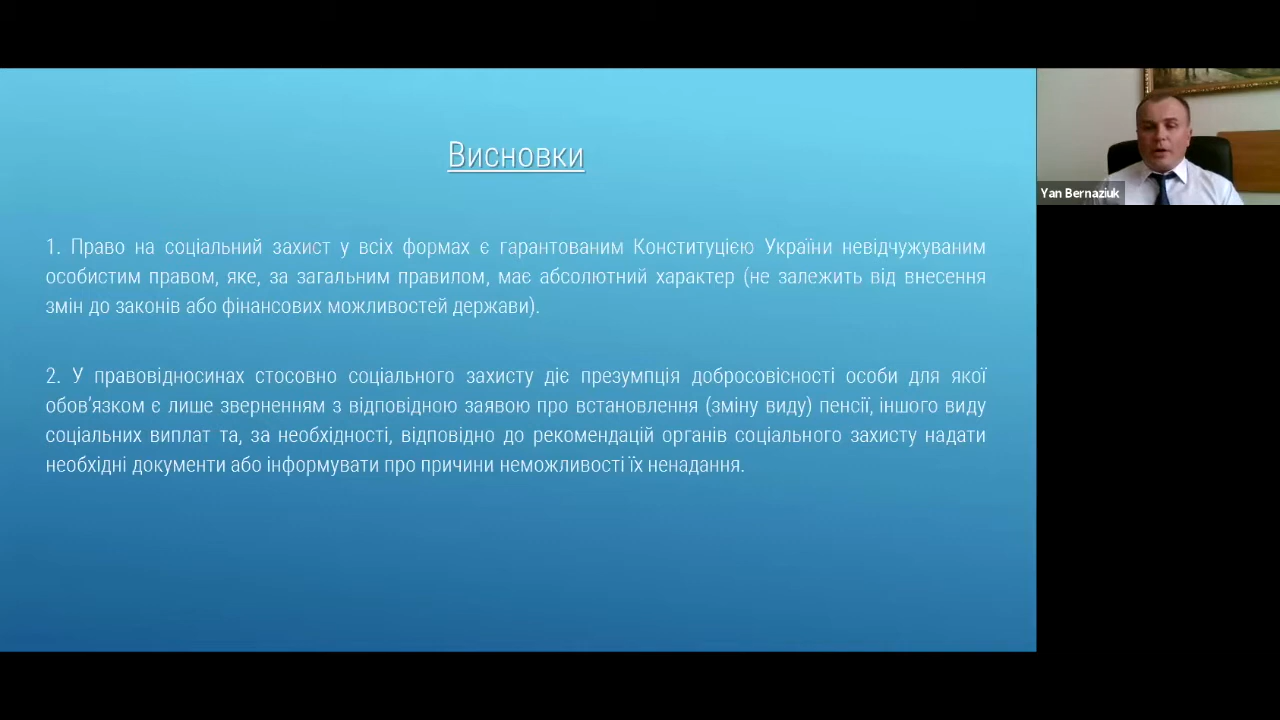 Висновки
1. Право на соціальний захист у всіх формах є гарантованим Конституцією України невідчужуваним
особистим правом, яке, за загальним правилом, має абсолютний характер (не залежить від внесення
змін до законів або фінансових можливостей держави).
2. У правовідносинах стосовно соціального захисту діє презумпція добросовісності особи для якої
обов’язком є лише зверненням з відповідною заявою про встановлення (зміну виду) пенсії, іншого виду
соціальних виплат та, за необхідності, відповідно до рекомендацій органів соціального захисту надати
необхідні документи або інформувати про причини неможливості їх ненадання.
Yan Bernaziuk